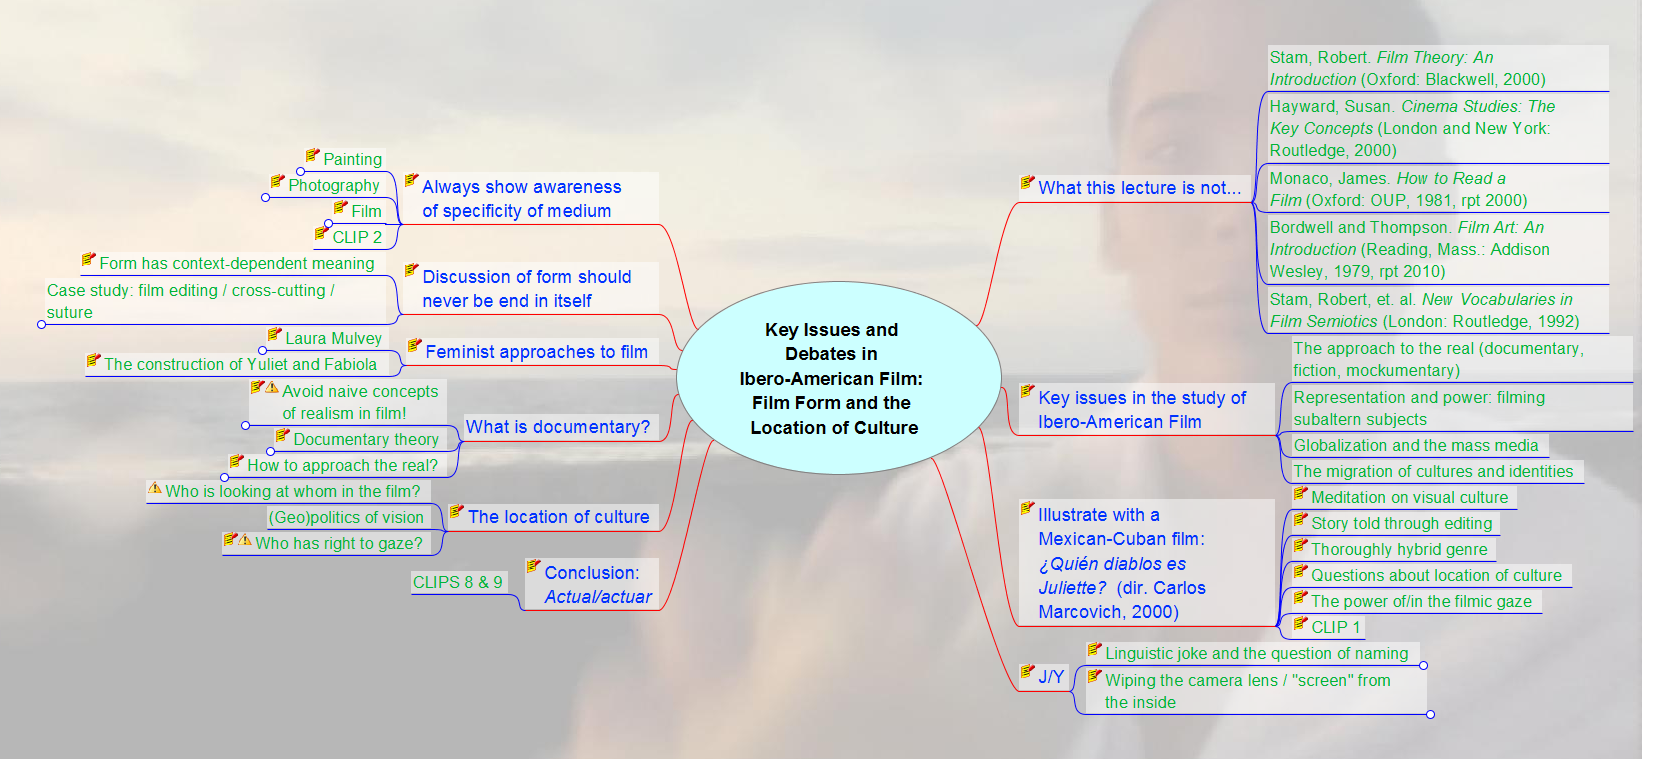 Key Issues and
Debates in
Ibero-American Film:
Film Form and the
Location of Culture
What this lecture is not...
Stam, Robert. Film Theory: An
Introduction (Oxford: Blackwell, 2000)
Hayward, Susan. Cinema Studies: The
Key Concepts (London and New York:
Routledge, 2000)
Monaco, James. How to Read a
Film (Oxford: OUP, 1981, rpt 2000)
Bordwell and Thompson. Film Art: An
Introduction (Reading, Mass.: Addison
Wesley, 1979, rpt 2010)
Stam, Robert, et. al. New Vocabularies in
Film Semiotics (London: Routledge, 1992)
Key issues in the study of
Ibero-American Film
The approach to the real (documentary,
fiction, mockumentary)
Representation and power: filming
subaltern subjects
Globalization and the mass media
The migration of cultures and identities
Illustrate with a
Mexican-Cuban film:
¿Quién diablos es
Juliette? (dir. Carlos
Marcovich, 2000)
Meditation on visual culture
Story told through editing
Thoroughly hybrid genre
Questions about location of culture
The power of/in the filmic gaze
CLIP 1
J/Y
Linguistic joke and the question of naming
Wiping the camera lens / "screen" from
the inside
Always show awareness
of specificity of medium
Painting
Photography
Film
CLIP 2
Discussion of form should
never be end in itself
Form has context-dependent meaning
Case study: film editing / cross-cutting /
suture
Feminist approaches to film
Laura Mulvey
The construction of Yuliet and Fabiola
What is documentary?
Avoid naive concepts
of realism in film!
Documentary theory
How to approach the real?
The location of culture
Who is looking at whom in the film?
(Geo)politics of vision
Who has right to gaze?
Conclusion:
Actual/actuar
CLIPS 8 & 9